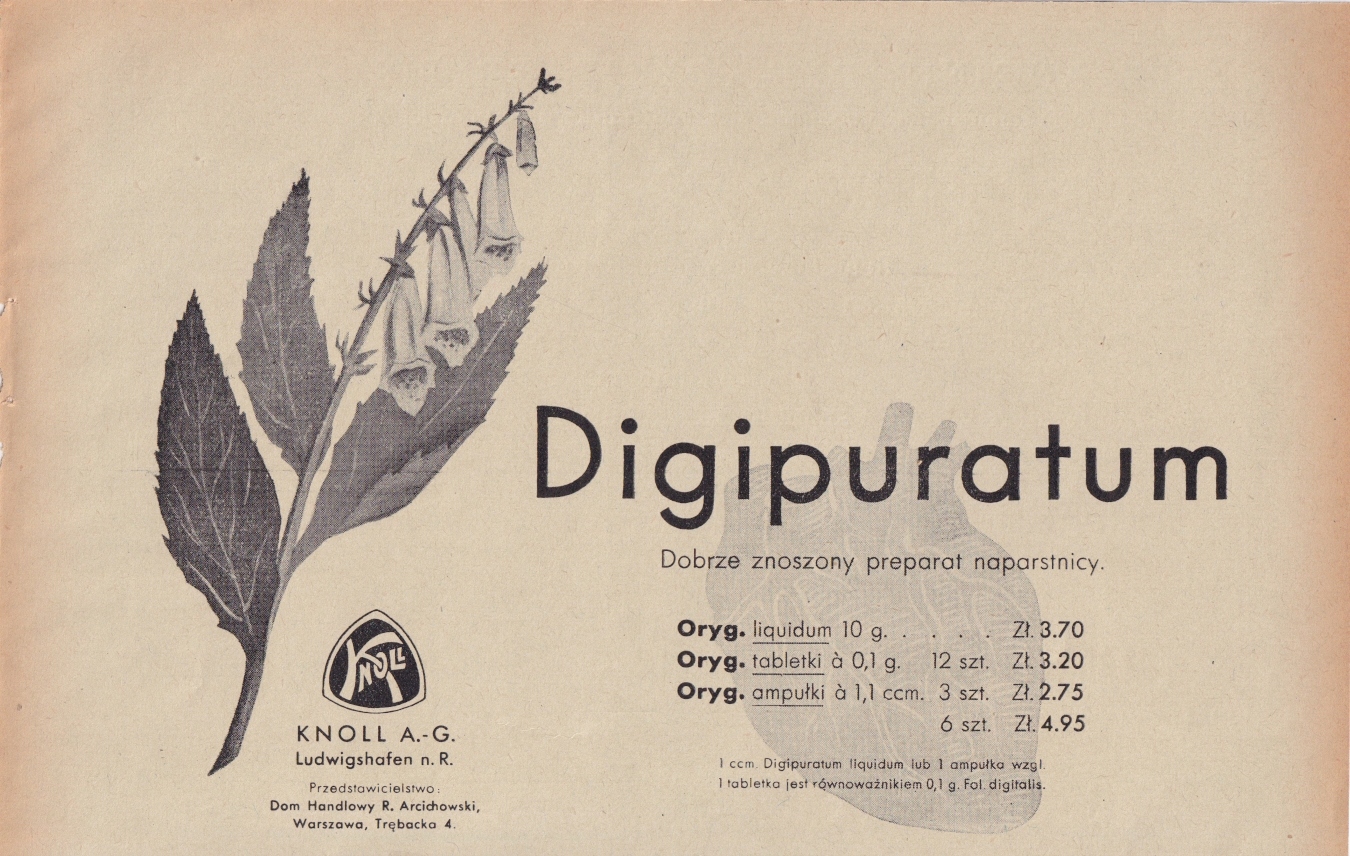 Digipuratum
Dobrze znoszony preparat naparstnicy.
Oryg. liquidum 10 g. . . . . Zł. 3.70
Oryg. tabletki à 0,1 g. 12 szt. Zł. 3.20
Oryg. ampułki à 1,1 ccm. 3 szt. Zł. 2.75
6 szt. Zł. 4.95
1 ccm. Digipuratum liquidum lub 1 ampułka wzgl.
1 tabletka jest równoważnikiem 0,1 g. Fol. digitalis.
KNOLL
KNOLL A.-G.
Ludwigshafen n. R.
Przedstawicielstwo:
Dom Handlowy R. Arcichowski,
Warszawa, Trębacka 4.